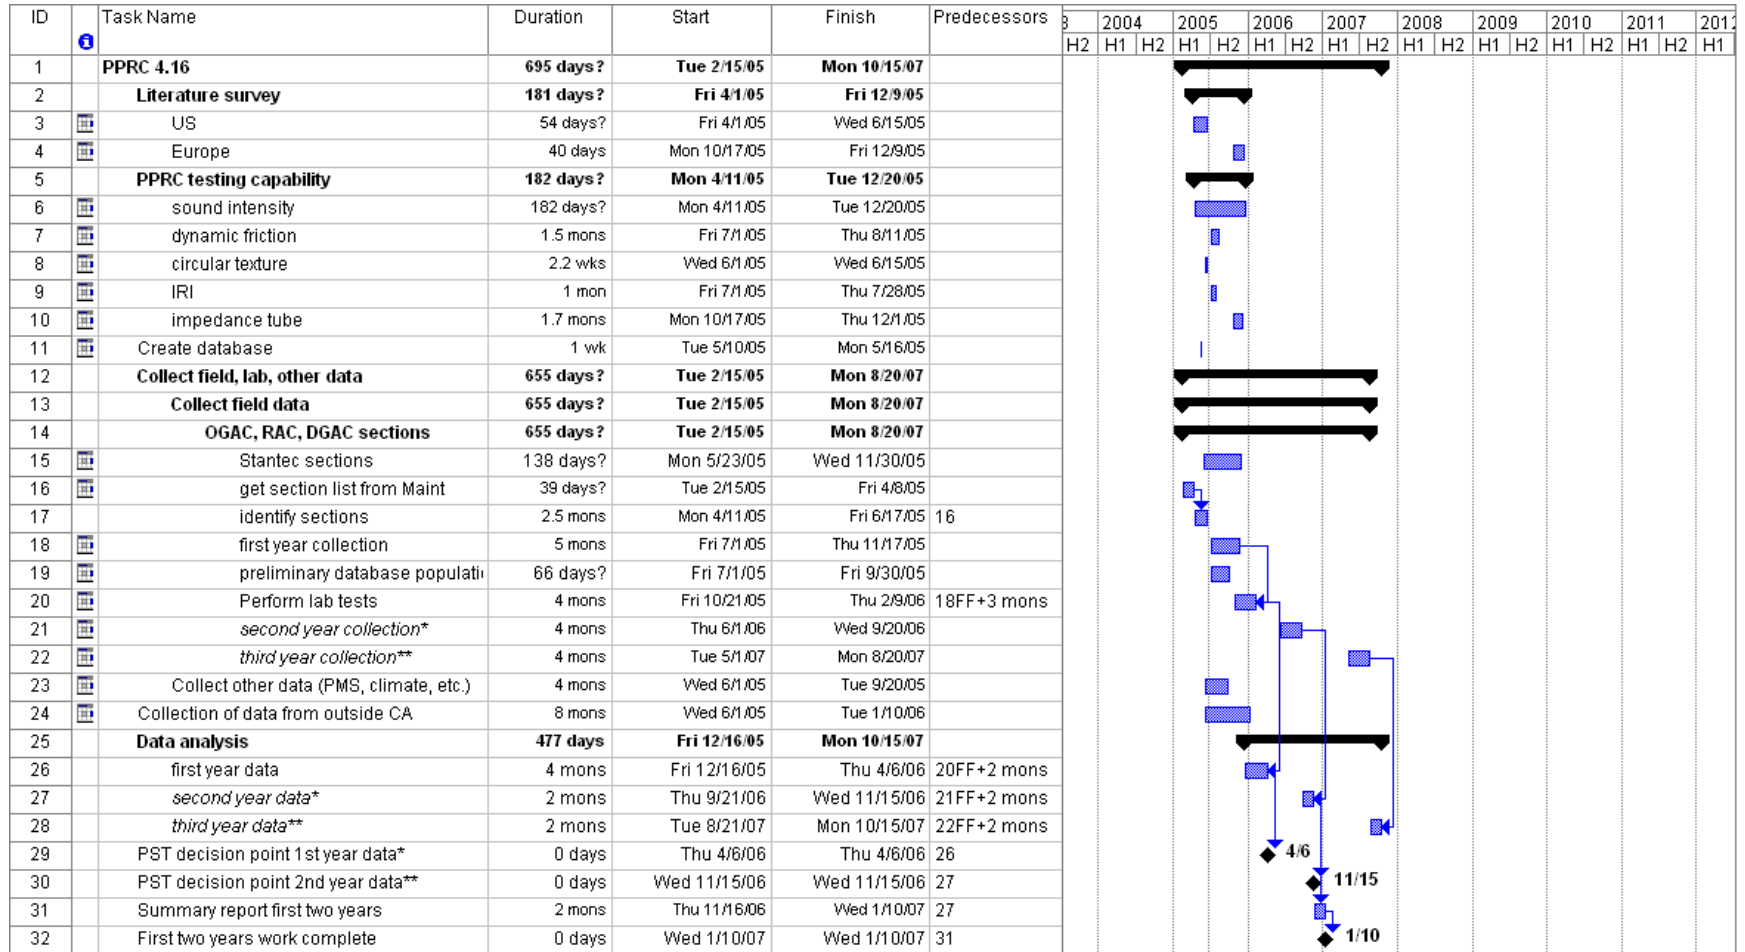 ID Task Name Duration Start Finish Predecessors 3 2004 2005 2006 2007 2008 2009 2010 2011 2012
H2 H1 H2 H1 H2 H1 H2 H1 H2 H1 H2 H1 H2 H1 H2 H1 H2 H1
1 PPRC 4.16 695 days? Tue 2/15/05 Mon 10/15/07
2 Literature survey 181 days? Fri 4/1/05 Fri 12/9/05
3 US 54 days? Fri 4/1/05 Wed 6/15/05
4 Europe 40 days Mon 10/17/05 Fri 12/9/05
5 PPRC testing capability 182 days? Mon 4/11/05 Tue 12/20/05
6 sound intensity 182 days? Mon 4/11/05 Tue 12/20/05
7 dynamic friction 1.5 mons Fri 7/1/05 Thu 8/11/05
8 circular texture 2.2 wks Wed 6/1/05 Wed 6/15/05
9 IRI 1 mon Fri 7/1/05 Thu 7/28/05
10 impedance tube 1.7 mons Mon 10/17/05 Thu 12/1/05
11 Create database 1 wk Tue 5/10/05 Mon 5/16/05
12 Collect field, lab, other data 655 days? Tue 2/15/05 Mon 8/20/07
13 Collect field data 655 days? Tue 2/15/05 Mon 8/20/07
14 OGAC, RAC, DGAC sections 655 days? Tue 2/15/05 Mon 8/20/07
15 Stantec sections 138 days? Mon 5/23/05 Wed 11/30/05
16 get section list from Maint 39 days? Tue 2/15/05 Fri 4/8/05
17 identify sections 2.5 mons Mon 4/11/05 Fri 6/17/05 16
18 first year collection 5 mons Fri 7/1/05 Thu 11/17/05
19 preliminary database populati 66 days? Fri 7/1/05 Fri 9/30/05
20 Perform lab tests 4 mons Fri 10/21/05 Thu 2/9/06 18FF+3 mons
21 second year collection* 4 mons Thu 6/1/06 Wed 9/20/06
22 third year collection** 4 mons Tue 5/1/07 Mon 8/20/07
23 Collect other data (PMS, climate, etc.) 4 mons Wed 6/1/05 Tue 9/20/05
24 Collection of data from outside CA 8 mons Wed 6/1/05 Tue 1/10/06
25 Data analysis 477 days Fri 12/16/05 Mon 10/15/07
26 first year data 4 mons Fri 12/16/05 Thu 4/6/06 20FF+2 mons
27 second year data* 2 mons Thu 9/21/06 Wed 11/15/06 21FF+2 mons
28 third year data** 2 mons Tue 8/21/07 Mon 10/15/07 22FF+2 mons
29 PST decision point 1st year data* 0 days Thu 4/6/06 Thu 4/6/06 26 4/6
30 PST decision point 2nd year data** 0 days Wed 11/15/06 Wed 11/15/06 27 11/15
31 Summary report first two years 2 mons Thu 11/16/06 Wed 1/10/07 27
32 First two years work complete 0 days Wed 1/10/07 Wed 1/10/07 31 1/10